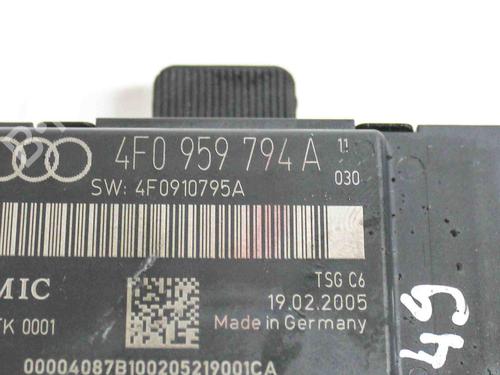 4F0 959 794 A
11
030
SW: 4F0910795A
MIC
TSG C6
19.02.2005
TK 0001
Made in Germany
00004087B100205219001CA
49